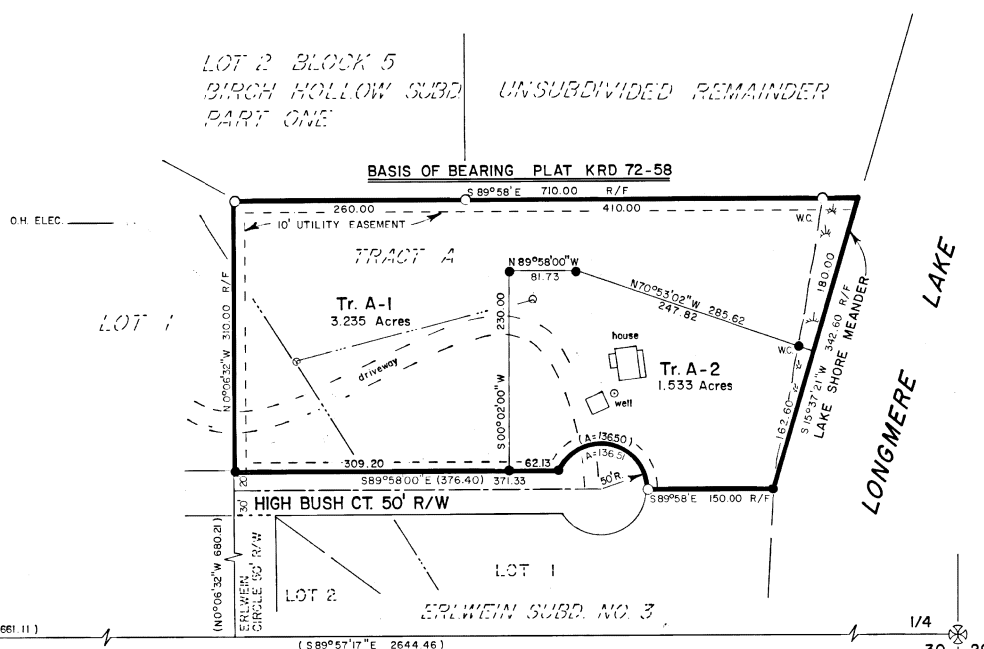 LOT 2 BLOCK 5
BIRCH HOLLOW SUBD.
PART ONE
UNSUBDIVIDED REMAINDER
BASIS OF BEARING PLAT KRD 72-58
S 89°58' E 710.00 R/F
260.00
410.00
O.H. ELEC.
10' UTILITY EASEMENT
W.C.
TRACT A
N 89°58'00" W
81.73
N70°53'02"W 285.62
247.82
180.00
LAKE
Tr. A-1
3.235 Acres
230.00
N0°06'32"W 310.00 R/F
LOT 1
house
W.C.
S 15°37'21" W 342.60 R/F
LAKE SHORE MEANDER
driveway
Tr. A-2
1.533 Acres
well
LONGMERE
S 00°02'00" W
162.60
(A=136.50)
A=136.51
309.20
62.13
50' R.
S89°58'00"E (376.40) 371.33
20'
S89°58'E 150.00 R/F
30'
HIGH BUSH CT. 50' R/W
(N0°06'32"W 680.21)
ERLWEIN
CIRCLE 50' R/W
LOT 1
LOT 2
ERLWEIN SUBD. NO. 3
661.11)
(S89°57'17"E 2644.46)
1/4
30
29